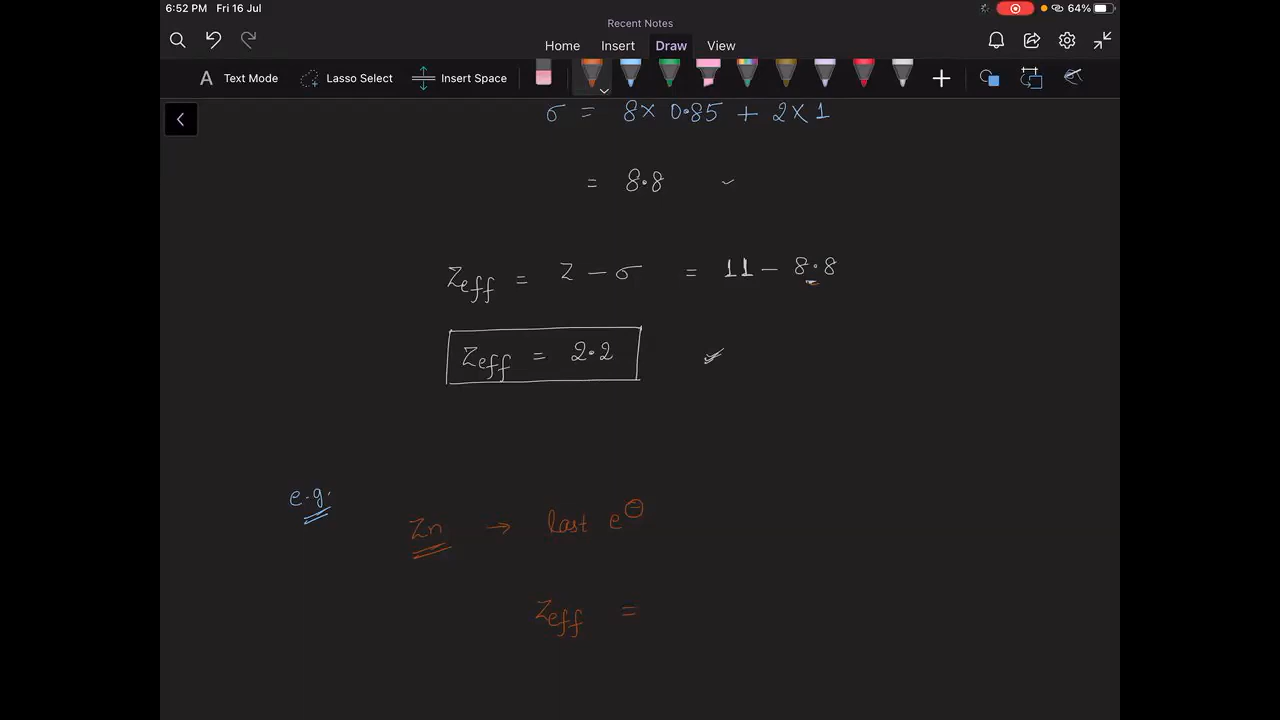 6:52 PM Fri 16 Jul 64%
Recent Notes
Home Insert Draw View
A Text Mode Lasso Select Insert Space
σ = 8 × 0.85 + 2 × 1
= 8.8
Zeff = Z - σ = 11 - 8.8
Zeff = 2.2
e.g.
Zn → last e⊖
Zeff =